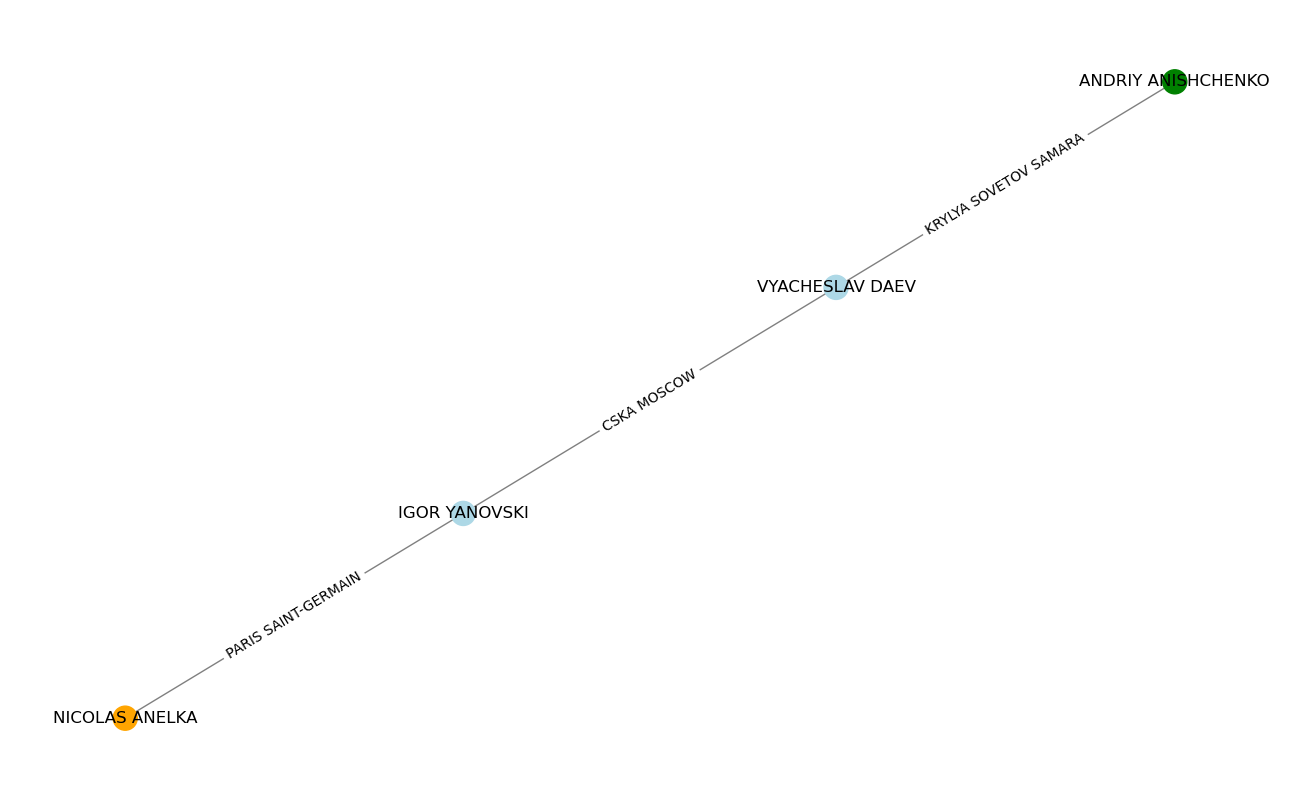 ANDRIY ANISHCHENKO
KRYLYA SOVETOV SAMARA
VYACHESLAV DAEV
CSKA MOSCOW
IGOR YANOVSKI
PARIS SAINT-GERMAIN
NICOLAS ANELKA